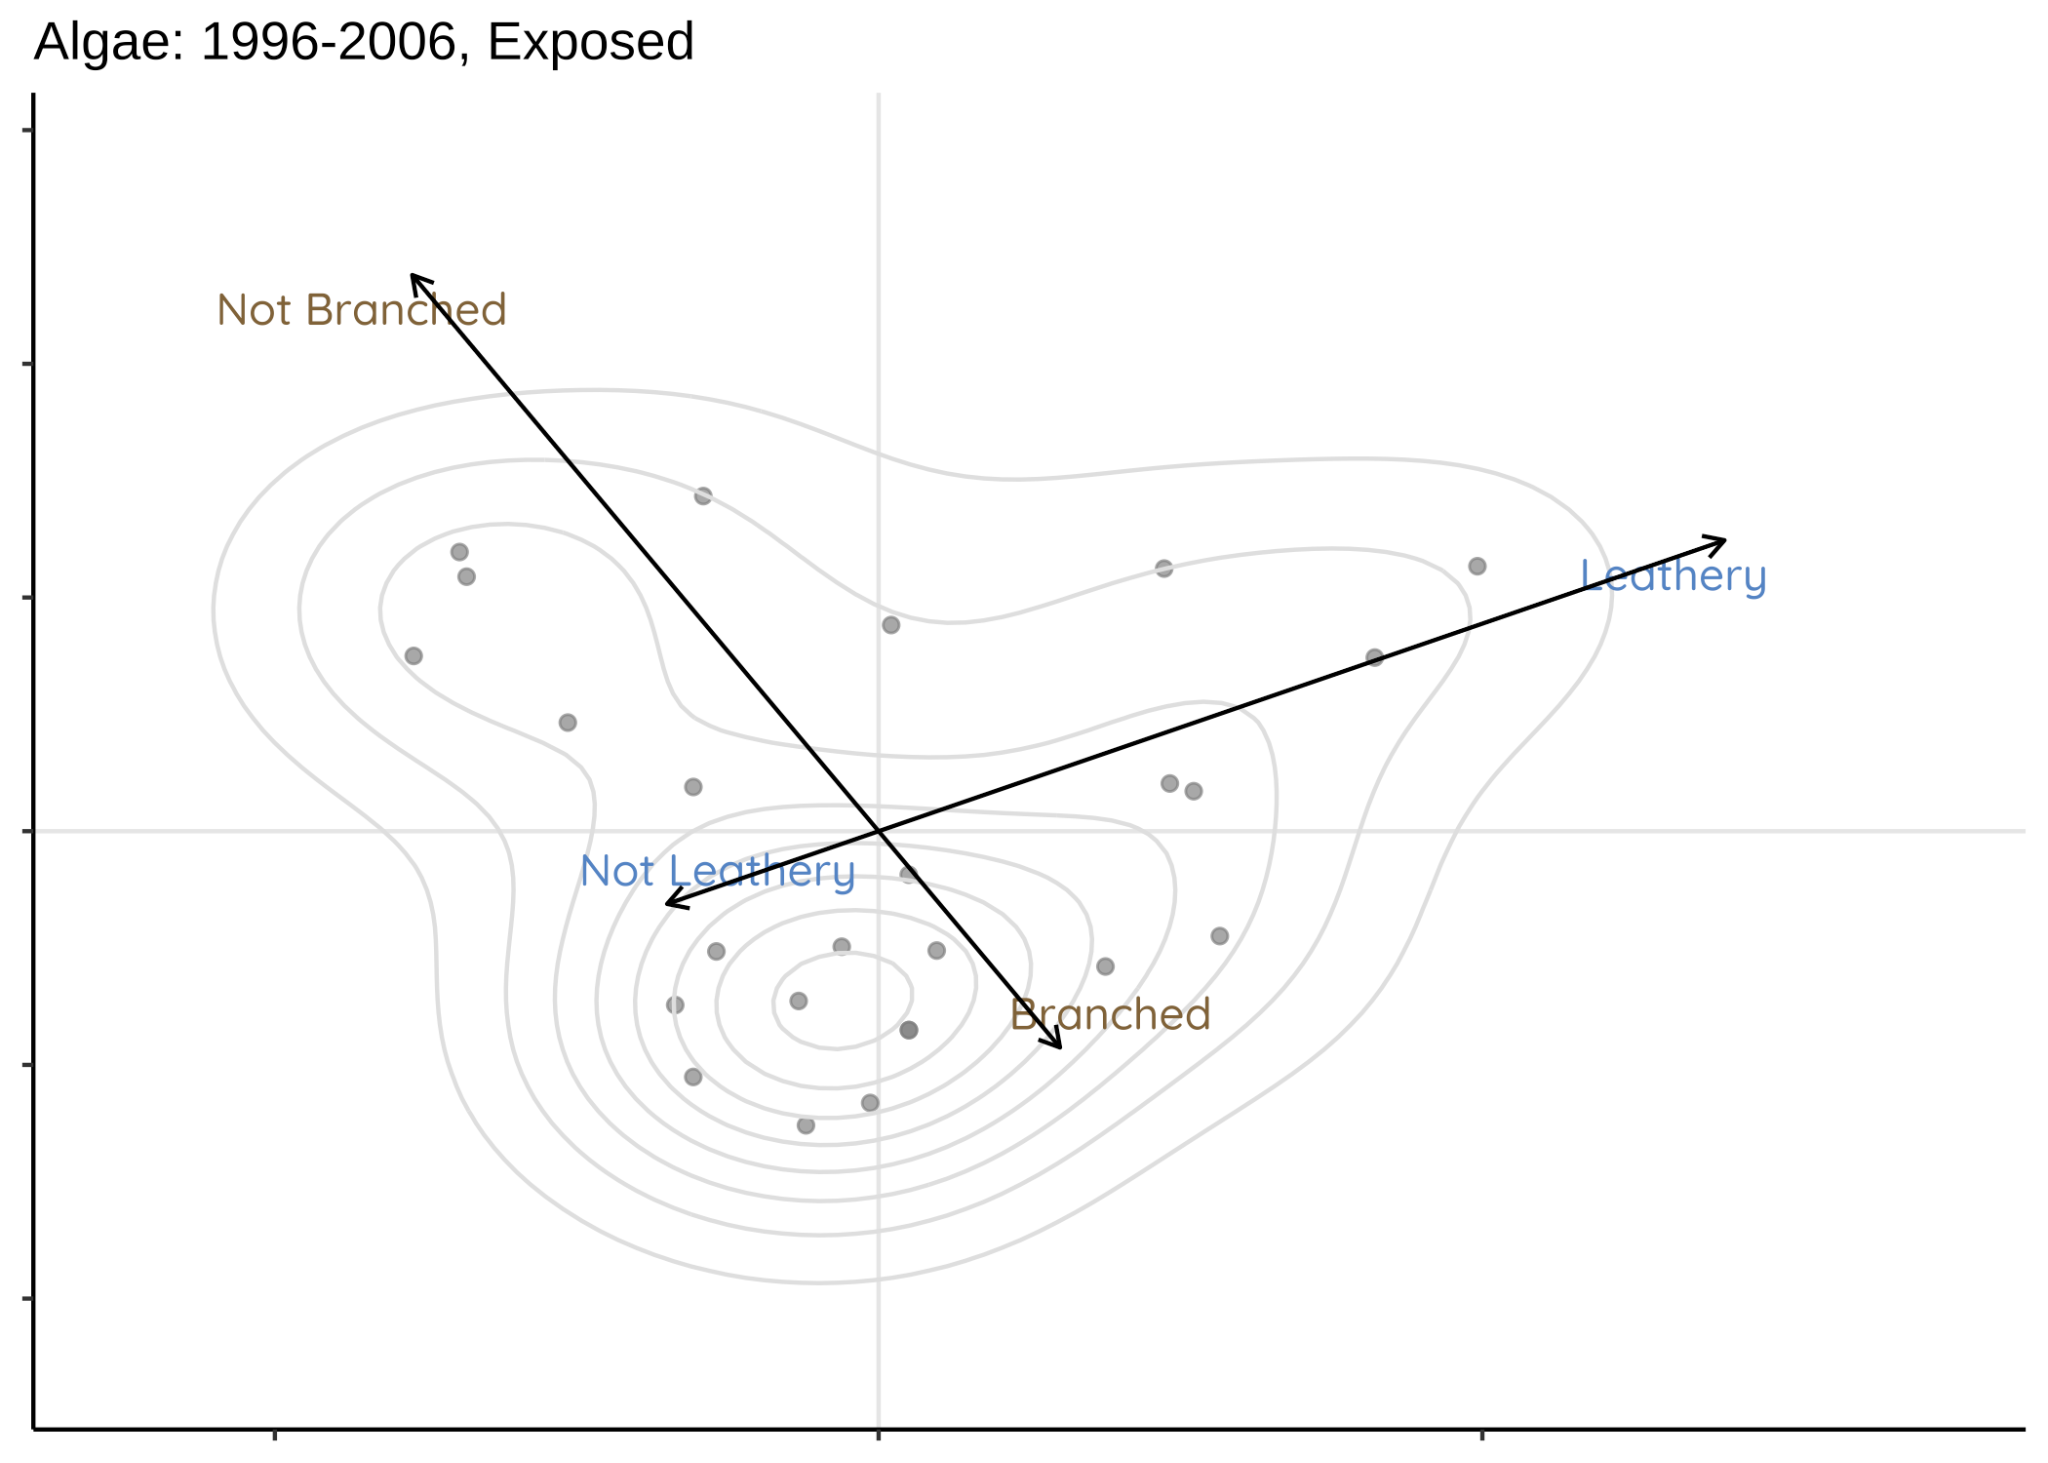 Algae: 1996-2006, Exposed
Not Branched
Leathery
Not Leathery
Branched